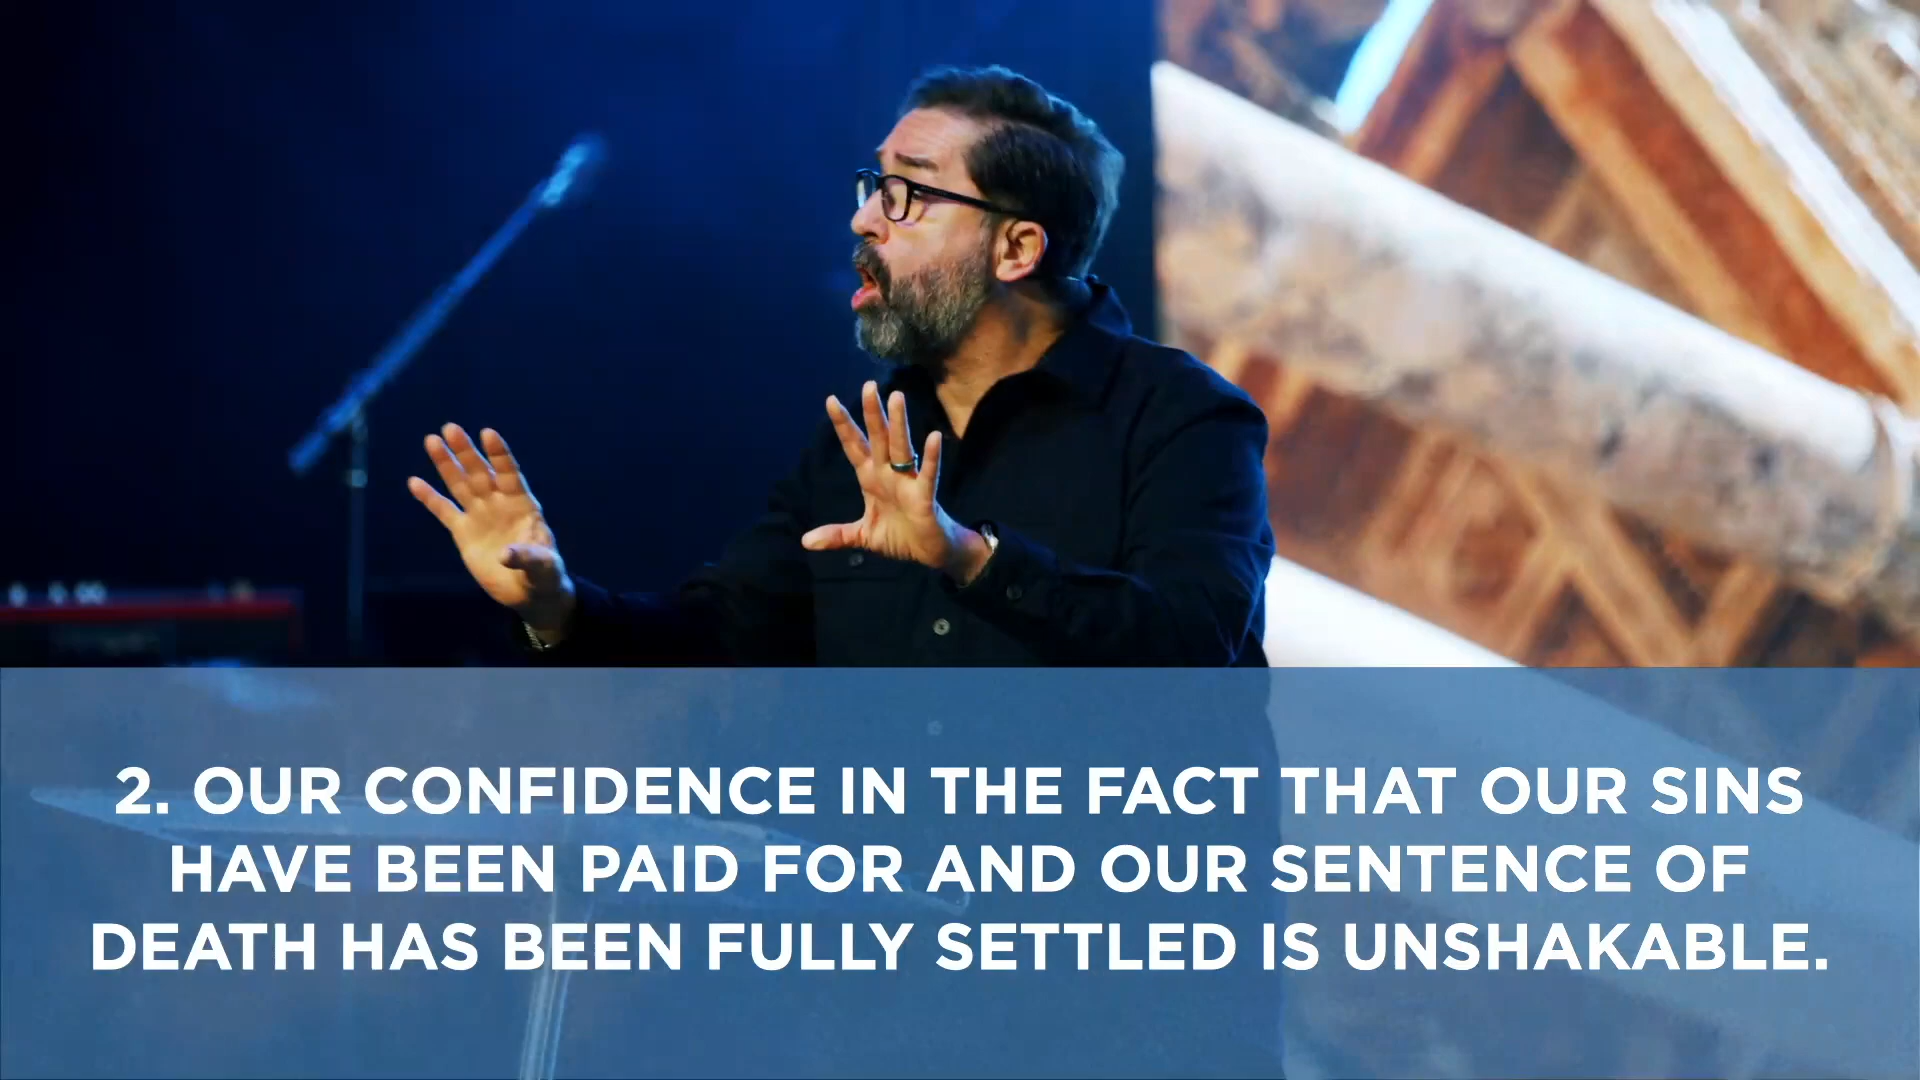 2. OUR CONFIDENCE IN THE FACT THAT OUR SINS
HAVE BEEN PAID FOR AND OUR SENTENCE OF
DEATH HAS BEEN FULLY SETTLED IS UNSHAKABLE.